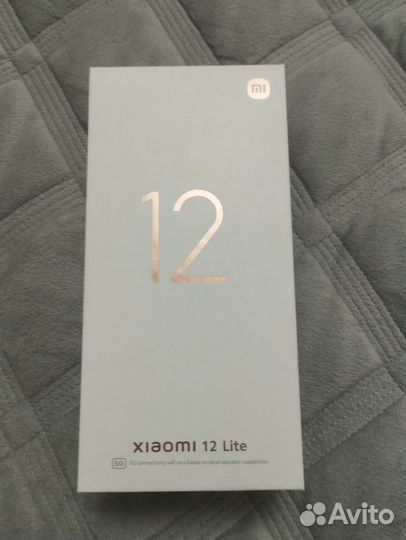 mi
12
xiaomi 12 Lite
5G 5G connectivity will vary based on local operator capabilities
Avito